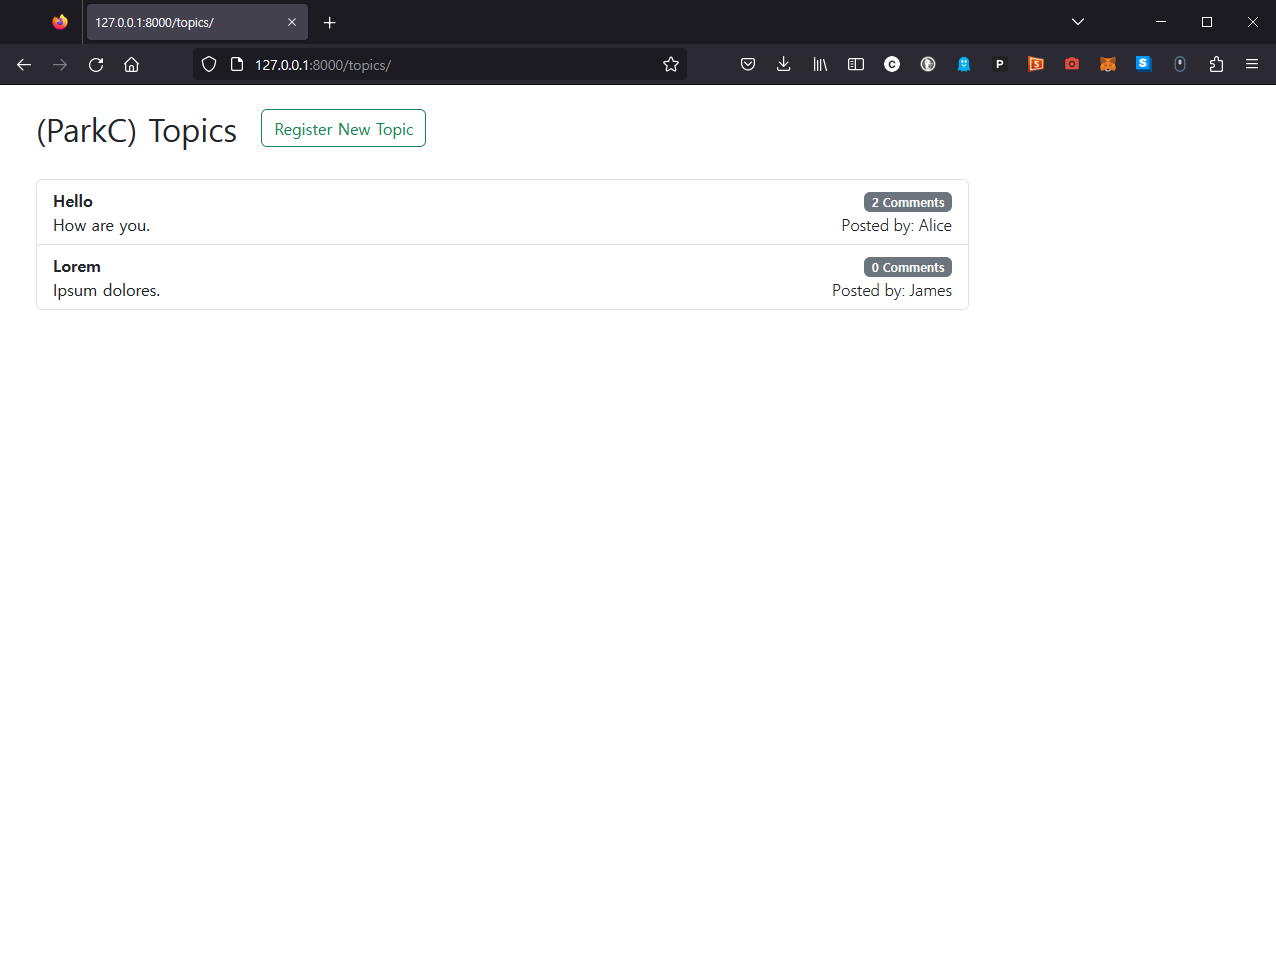 127.0.0.1:8000/topics/
127.0.0.1:8000/topics/
C
P
5
S
(ParkC) Topics
Register New Topic
Hello
2 Comments
How are you.
Posted by: Alice
Lorem
0 Comments
Ipsum dolores.
Posted by: James